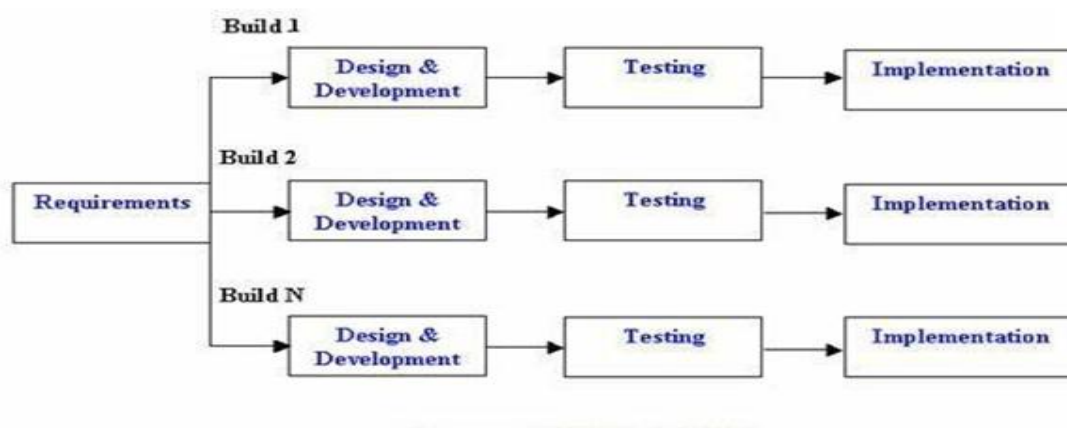 Build 1
Design &
Development
Testing
Implementation
Build 2
Requirements
Design &
Development
Testing
Implementation
Build N
Design &
Development
Testing
Implementation